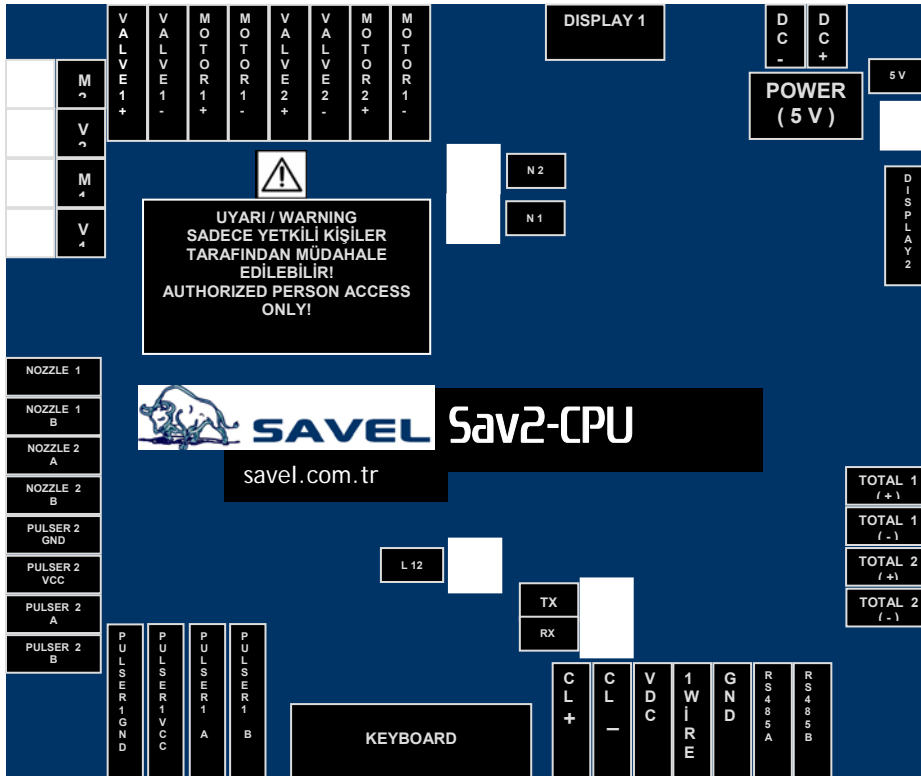 VALVE1+
VALVE1-
MOTOR1+
MOTOR1-
VALVE2+
VALVE2-
MOTOR2+
MOTOR1-
DISPLAY 1
DC-
DC+
POWER
( 5 V )
5 V
DISPLAY2
M
V
M
V
N 2
N 1
UYARI / WARNING
SADECE YETKİLİ KİŞİLER
TARAFINDAN MÜDAHALE
EDİLEBİLİR!
AUTHORIZED PERSON ACCESS
ONLY!
NOZZLE 1
NOZZLE 1
B
NOZZLE 2
A
NOZZLE 2
B
PULSER 2
GND
PULSER 2
VCC
PULSER 2
A
PULSER 2
B
SAVEL Sav2-CPU
savel.com.tr
TOTAL 1
(+)
TOTAL 1
(-)
TOTAL 2
(+)
TOTAL 2
(-)
L 12
TX
RX
PULSER1GND
PULSER1VCC
PULSER1 A
PULSER1 B
KEYBOARD
CL+
CL–
VDC
1WİRE
GND
RS485A
RS485B